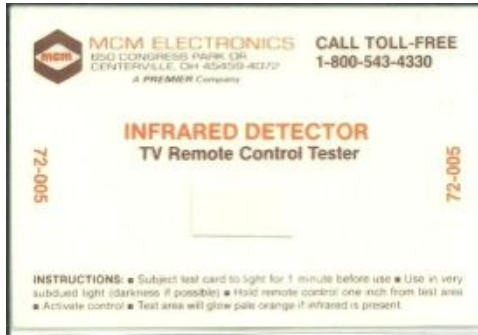 mcm
MCM ELECTRONICS
650 CONGRESS PARK DR
CENTERVILLE, OH 45459-4072
A PREMIER Company
CALL TOLL-FREE
1-800-543-4330
INFRARED DETECTOR
TV Remote Control Tester
72-005
72-005
INSTRUCTIONS: ■ Subject test card to light for 1 minute before use ■ Use in very
subdued light (darkness if possible) ■ Hold remote control one inch from test area
■ Activate control ■ Test area will glow pale orange if infrared is present.